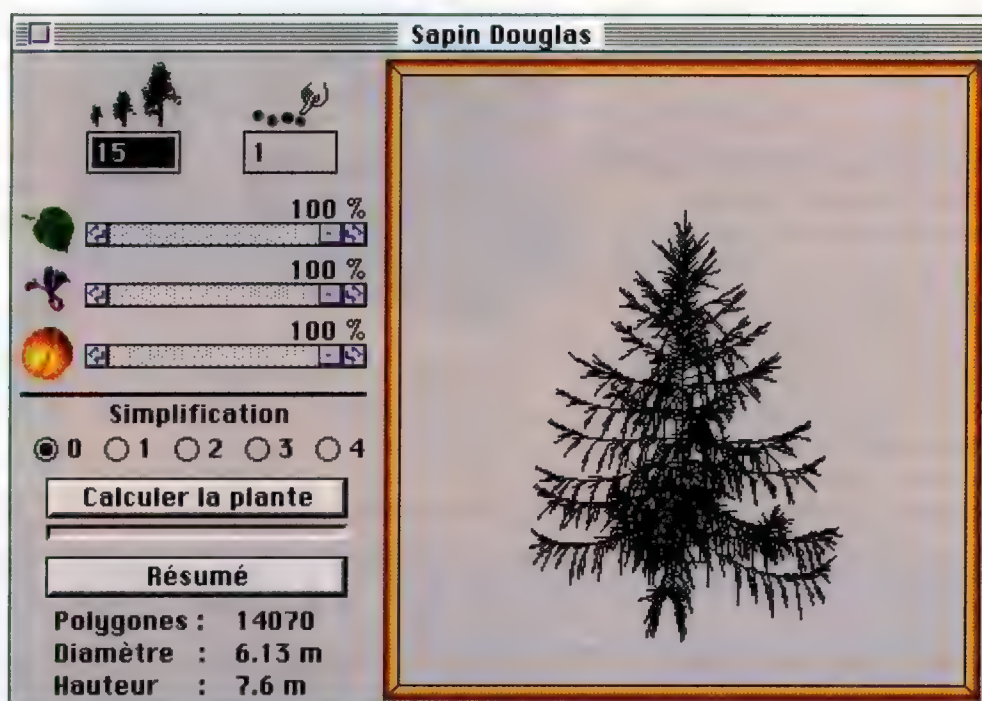 Sapin Douglas
15 1
100 %
100 %
100 %
Simplification
0 1 2 3 4
Calculer la plante
Résumé
Polygones : 14070
Diamètre : 6.13 m
Hauteur : 7.6 m